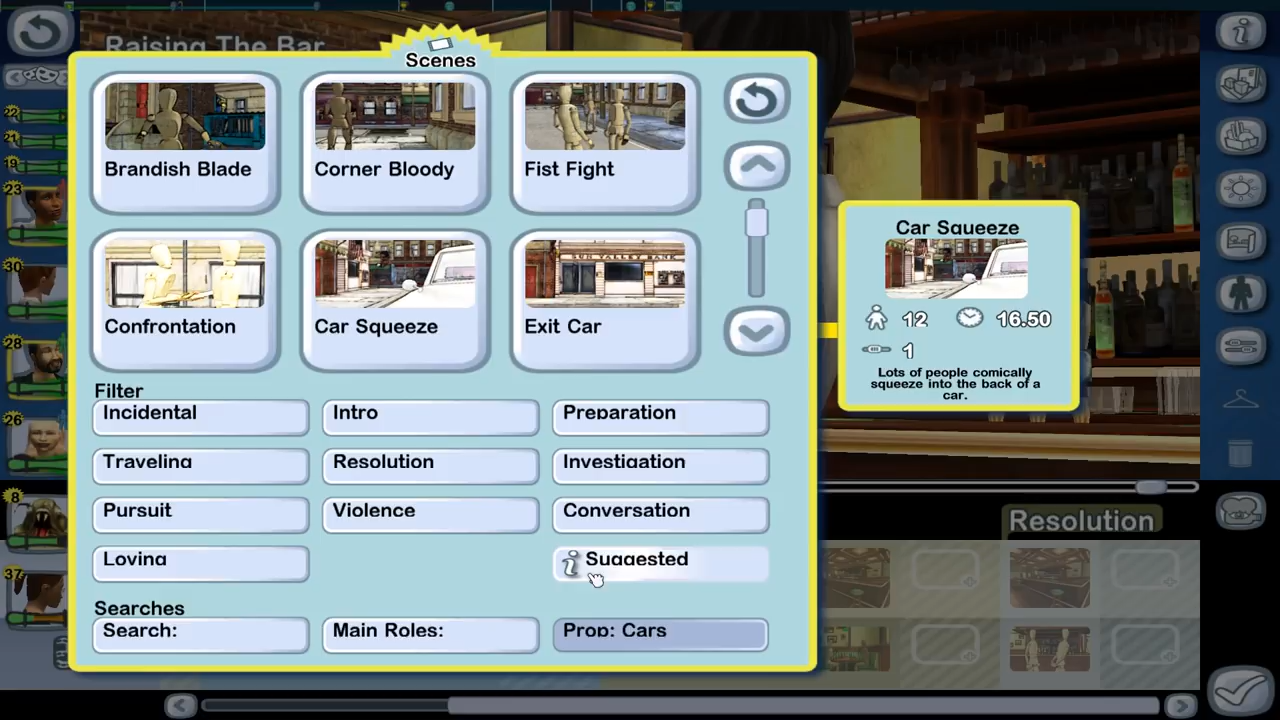 Raising The Bar
Scenes
Brandish Blade
Corner Bloody
Fist Fight
Confrontation
Car Squeeze
Exit Car
SUN VALLEY BANK
Car Squeeze
12
16.50
1
Lots of people comically
squeeze into the back of a
car.
Filter
Incidental
Intro
Preparation
Traveling
Resolution
Investigation
Pursuit
Violence
Conversation
Loving
Suggested
Searches
Search:
Main Roles:
Prop: Cars
Resolution
22
21
19
23
30
28
26
8
37